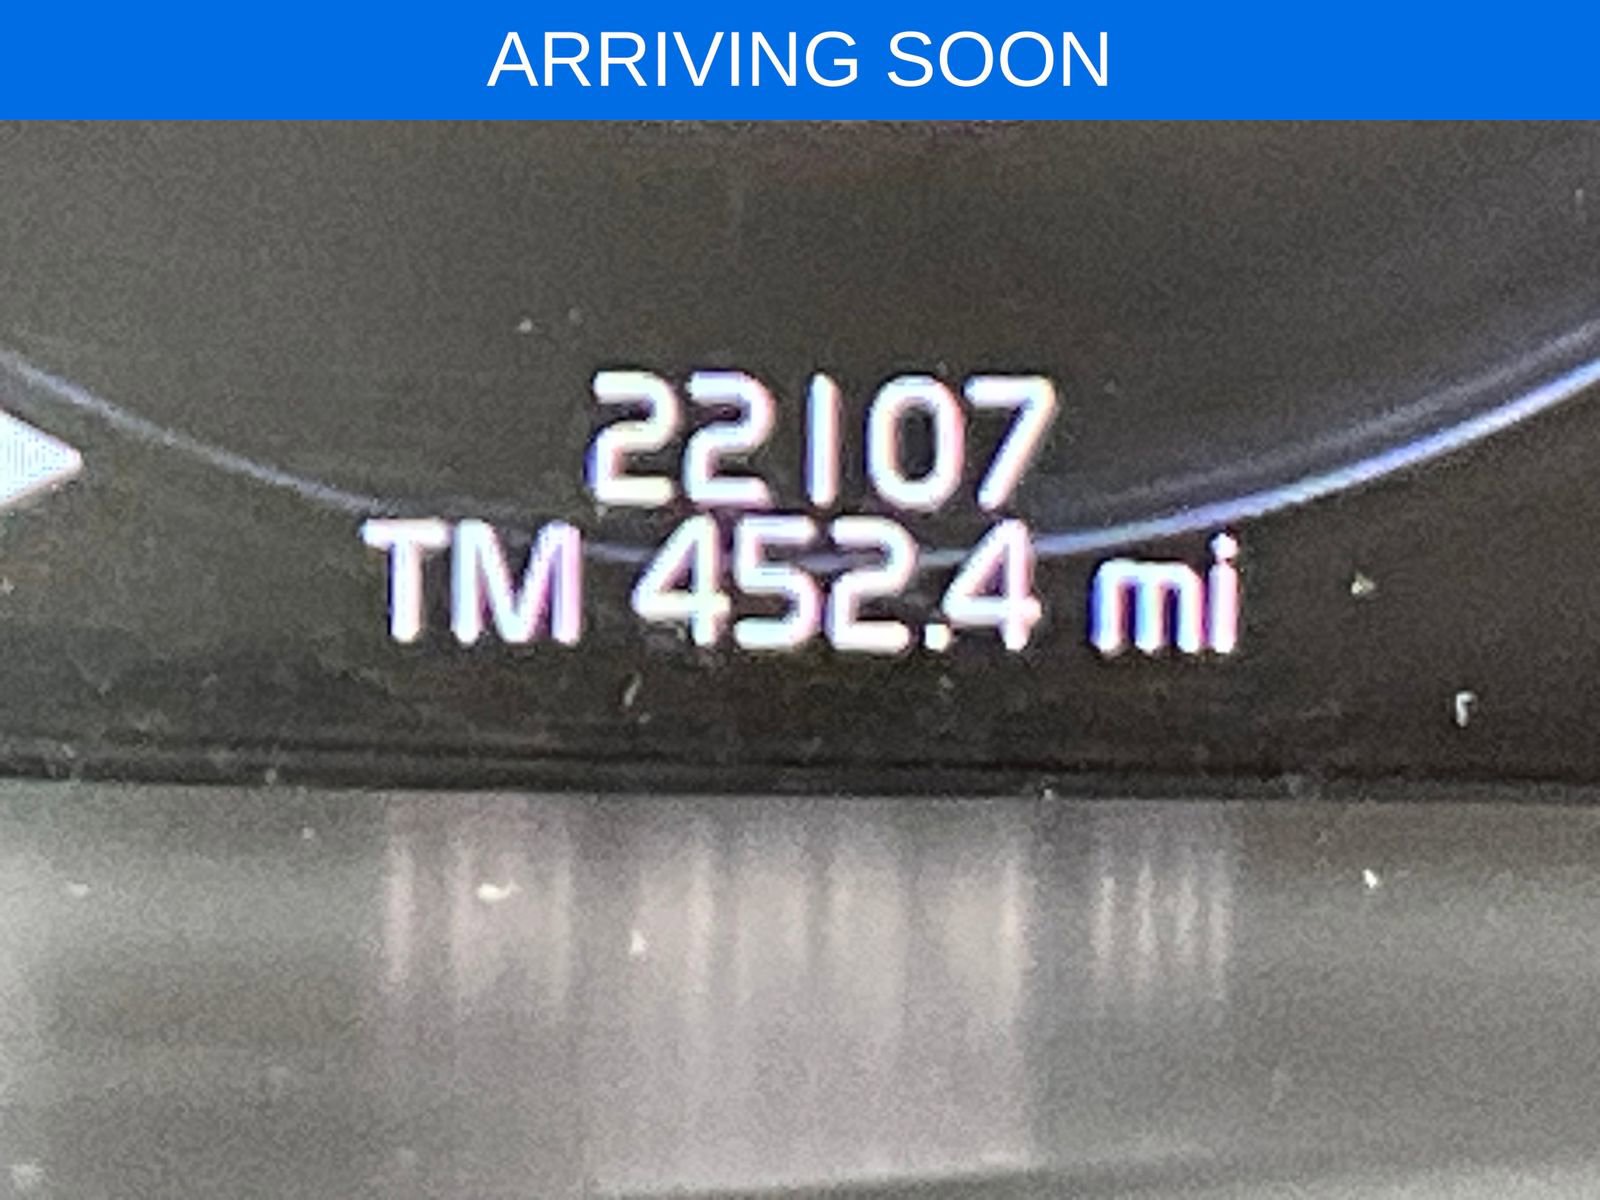 ARRIVING SOON
22107
TM 452.4 mi